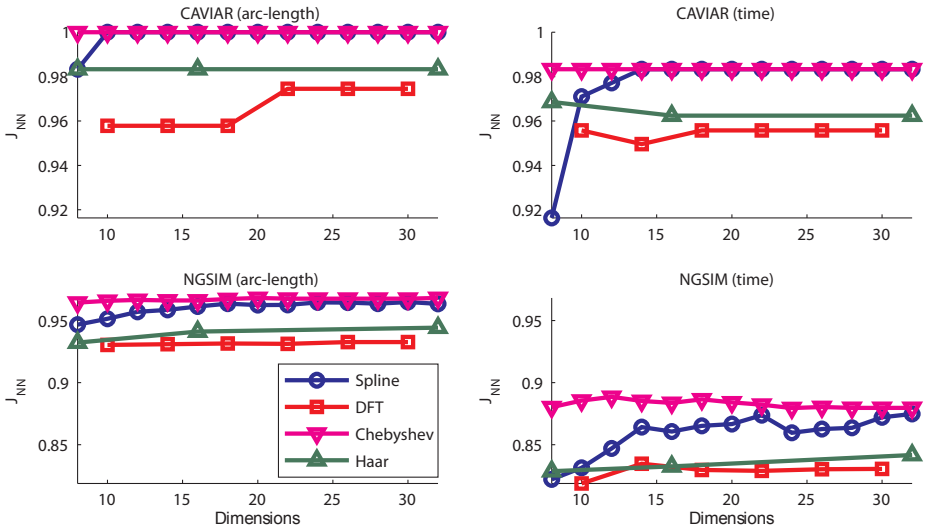 CAVIAR (arc-length)
1
0.98
0.96
0.94
0.92
J_NN
10 15 20 25 30
CAVIAR (time)
1
0.98
0.96
0.94
0.92
J_NN
10 15 20 25 30
NGSIM (arc-length)
0.95
0.9
0.85
J_NN
10 15 20 25 30
Dimensions
Spline
DFT
Chebyshev
Haar
NGSIM (time)
0.95
0.9
0.85
J_NN
10 15 20 25 30
Dimensions